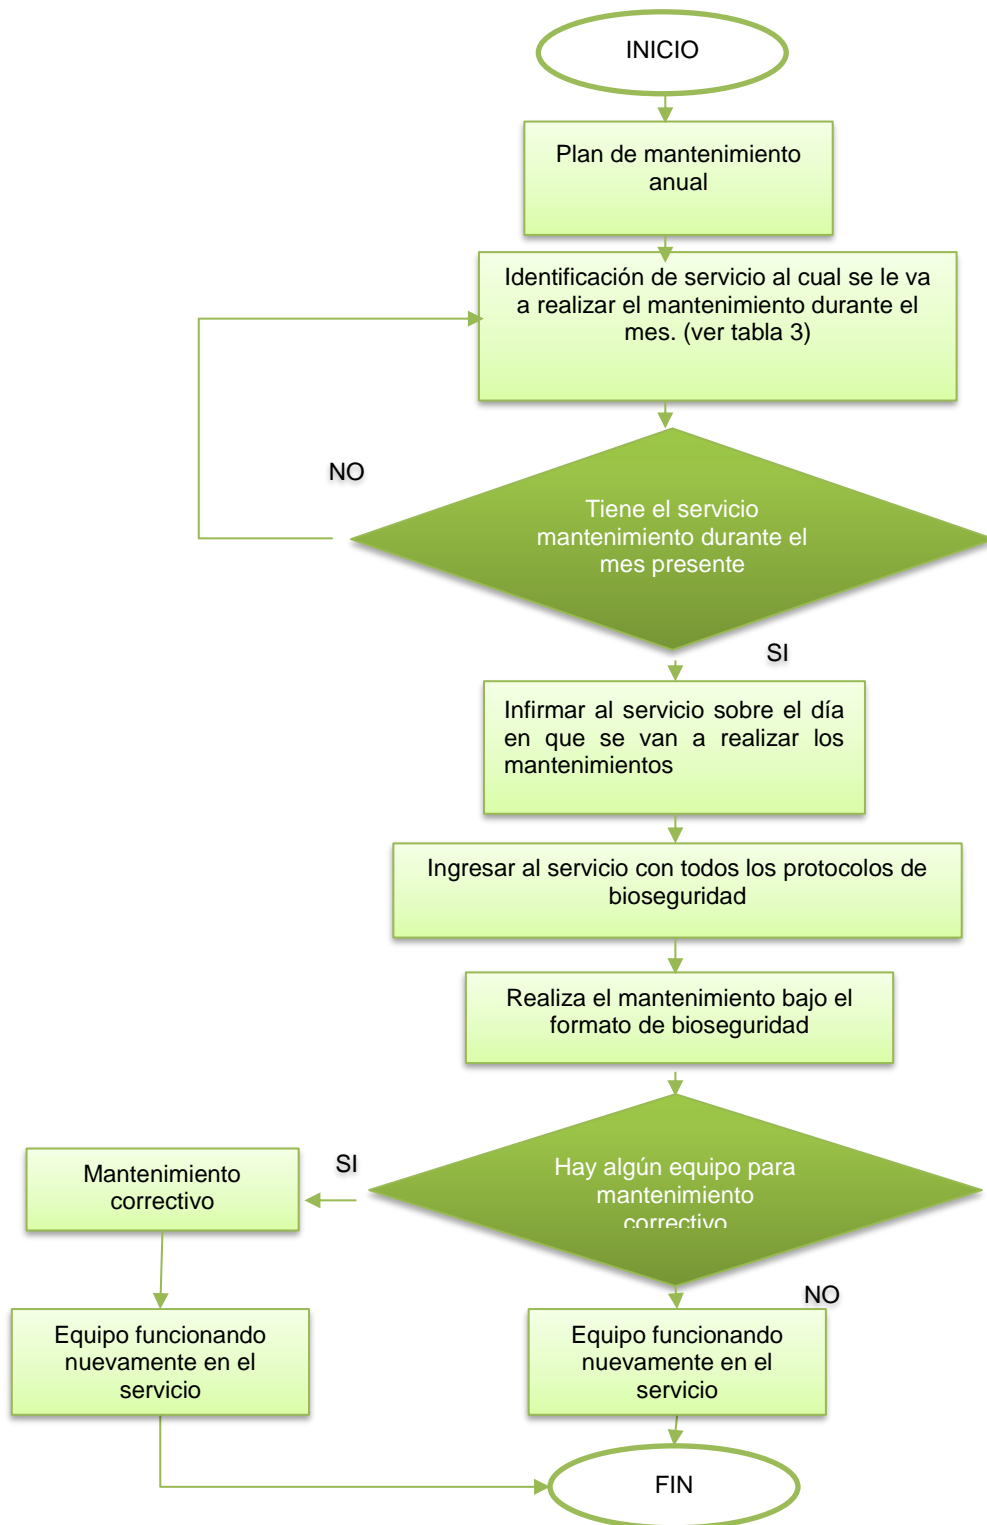 INICIO
Plan de mantenimiento
anual
Identificación de servicio al cual se le va
a realizar el mantenimiento durante el
mes. (ver tabla 3)
NO
Tiene el servicio
mantenimiento durante el
mes presente
SI
Infirmar al servicio sobre el día
en que se van a realizar los
mantenimientos
Ingresar al servicio con todos los protocolos de
bioseguridad
Realiza el mantenimiento bajo el
formato de bioseguridad
Hay algún equipo para
mantenimiento
correctivo
SI
Mantenimiento
correctivo
NO
Equipo funcionando
nuevamente en el
servicio
Equipo funcionando
nuevamente en el
servicio
FIN